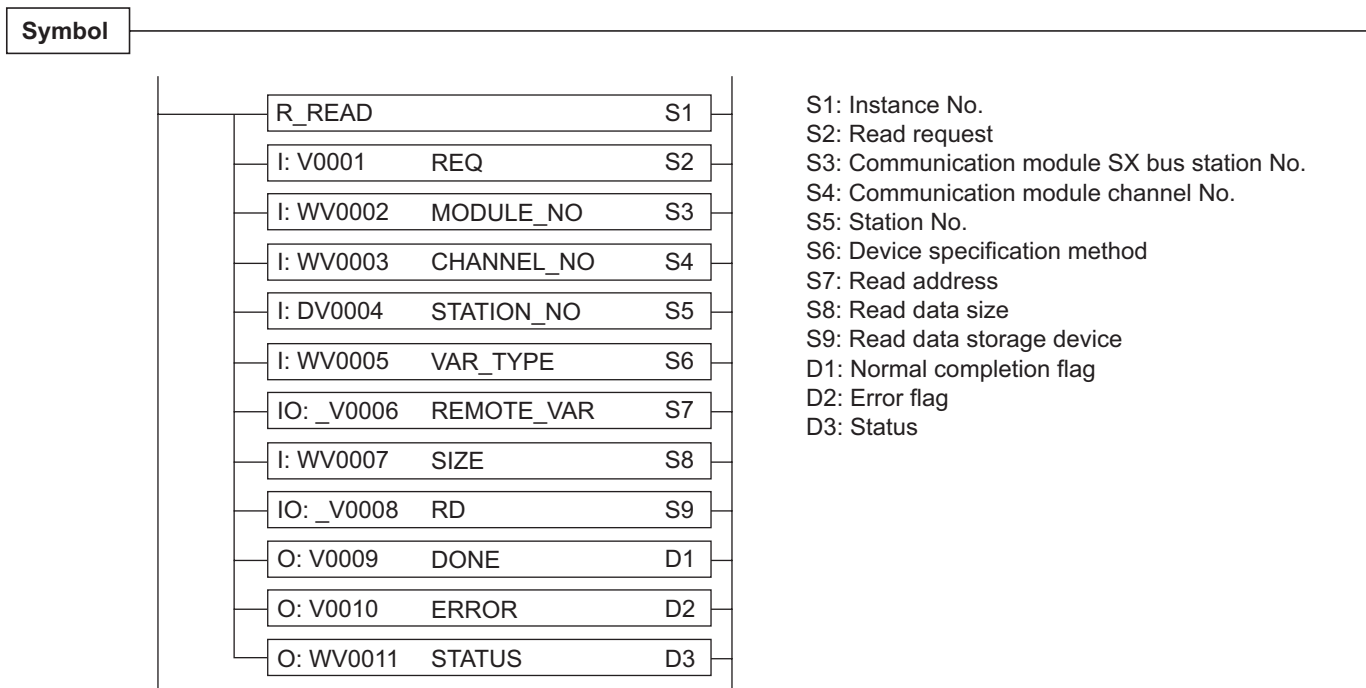 Symbol
R_READ S1
I: V0001 REQ S2
I: WV0002 MODULE_NO S3
I: WV0003 CHANNEL_NO S4
I: DV0004 STATION_NO S5
I: WV0005 VAR_TYPE S6
IO: _V0006 REMOTE_VAR S7
I: WV0007 SIZE S8
IO: _V0008 RD S9
O: V0009 DONE D1
O: V0010 ERROR D2
O: WV0011 STATUS D3
S1: Instance No.
S2: Read request
S3: Communication module SX bus station No.
S4: Communication module channel No.
S5: Station No.
S6: Device specification method
S7: Read address
S8: Read data size
S9: Read data storage device
D1: Normal completion flag
D2: Error flag
D3: Status